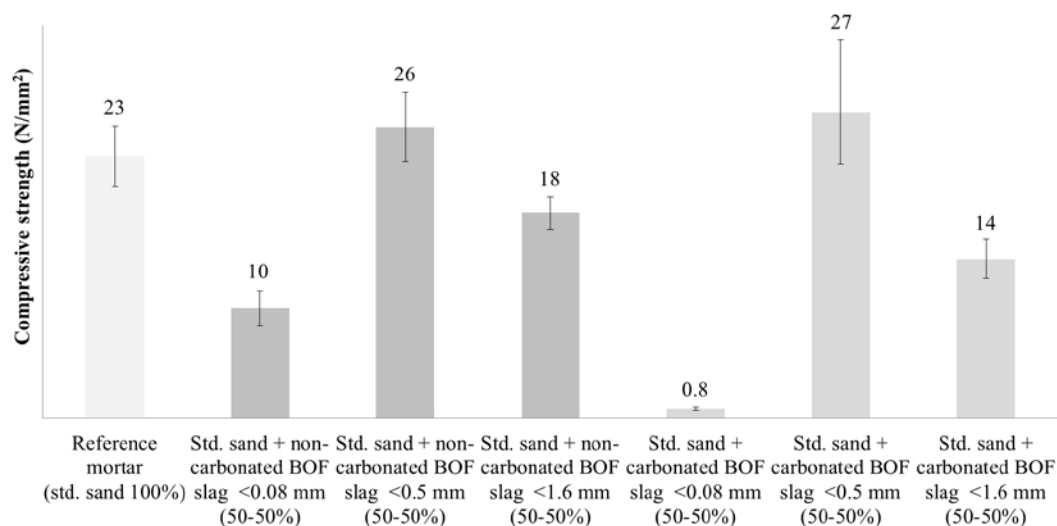 Compressive strength (N/mm²)
23
10
26
18
0.8
27
14
Reference
mortar
(std. sand 100%)
Std. sand + non-
carbonated BOF
slag <0.08 mm
(50-50%)
Std. sand + non-
carbonated BOF
slag <0.5 mm
(50-50%)
Std. sand + non-
carbonated BOF
slag <1.6 mm
(50-50%)
Std. sand +
carbonated BOF
slag <0.08 mm
(50-50%)
Std. sand +
carbonated BOF
slag <0.5 mm
(50-50%)
Std. sand +
carbonated BOF
slag <1.6 mm
(50-50%)